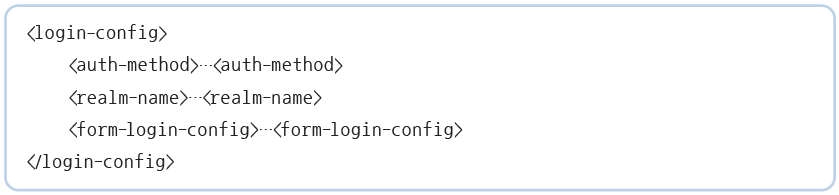 <login-config>
<auth-method>…<auth-method>
<realm-name>…<realm-name>
<form-login-config>…<form-login-config>
</login-config>